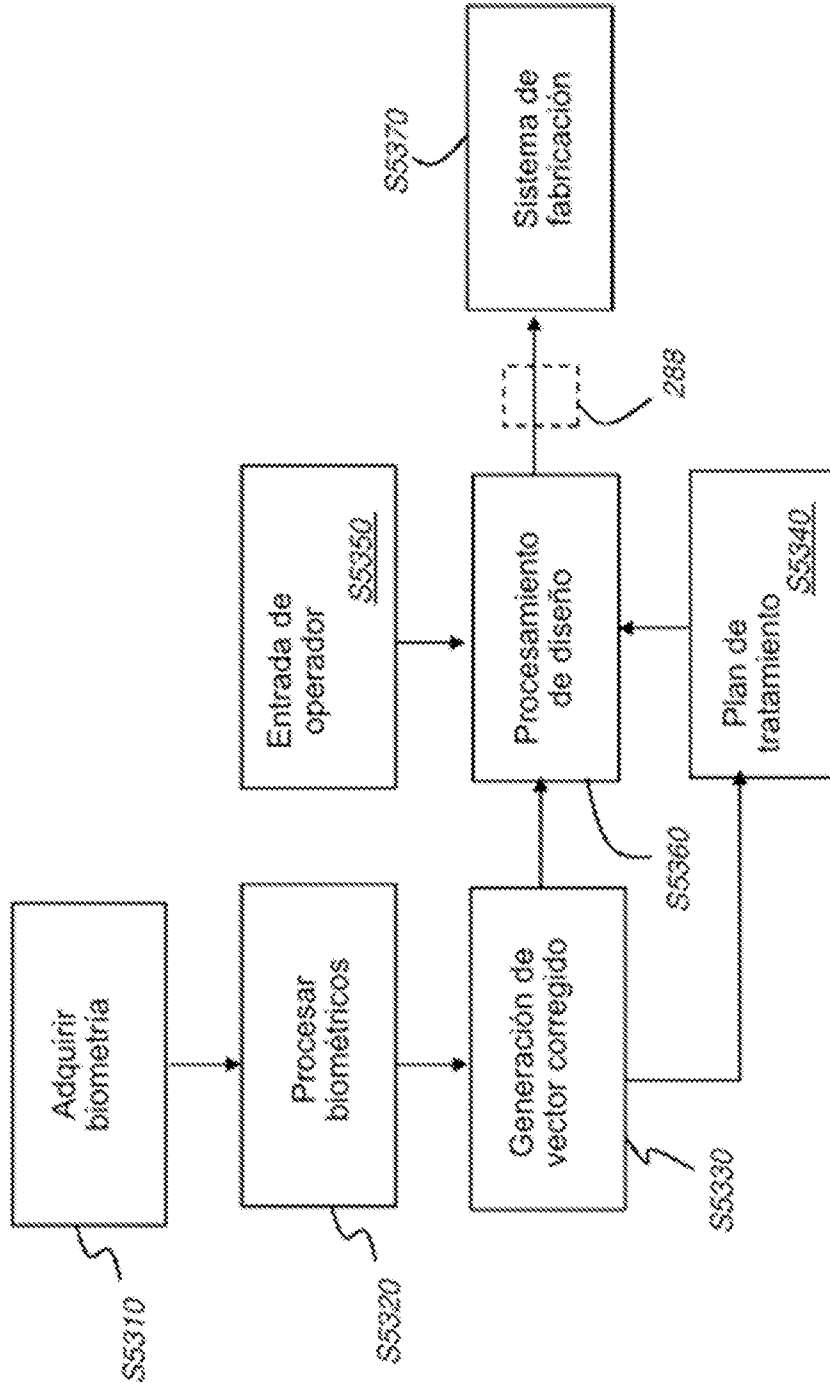 Adquirir
biometría
S5310
Procesar
biométricos
S5320
Generación de
vector corregido
S5330
Entrada de
operador
S5350
Procesamiento
de diseño
S5360
Plan de
tratamiento
S5340
288
Sistema de
fabricación
S5370